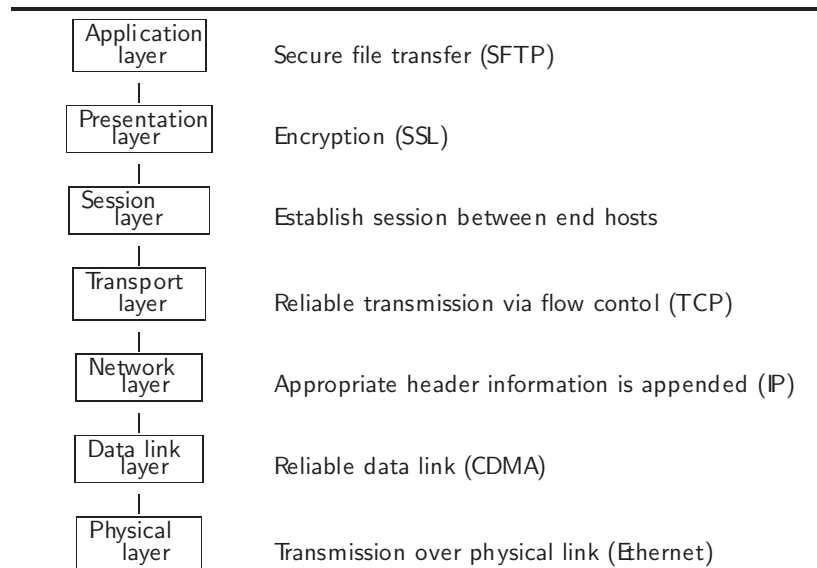 Application
layer
Secure file transfer (SFTP)
Presentation
layer
Encryption (SSL)
Session
layer
Establish session between end hosts
Transport
layer
Reliable transmission via flow contol (TCP)
Network
layer
Appropriate header information is appended (IP)
Data link
layer
Reliable data link (CDMA)
Physical
layer
Transmission over physical link (Ethernet)